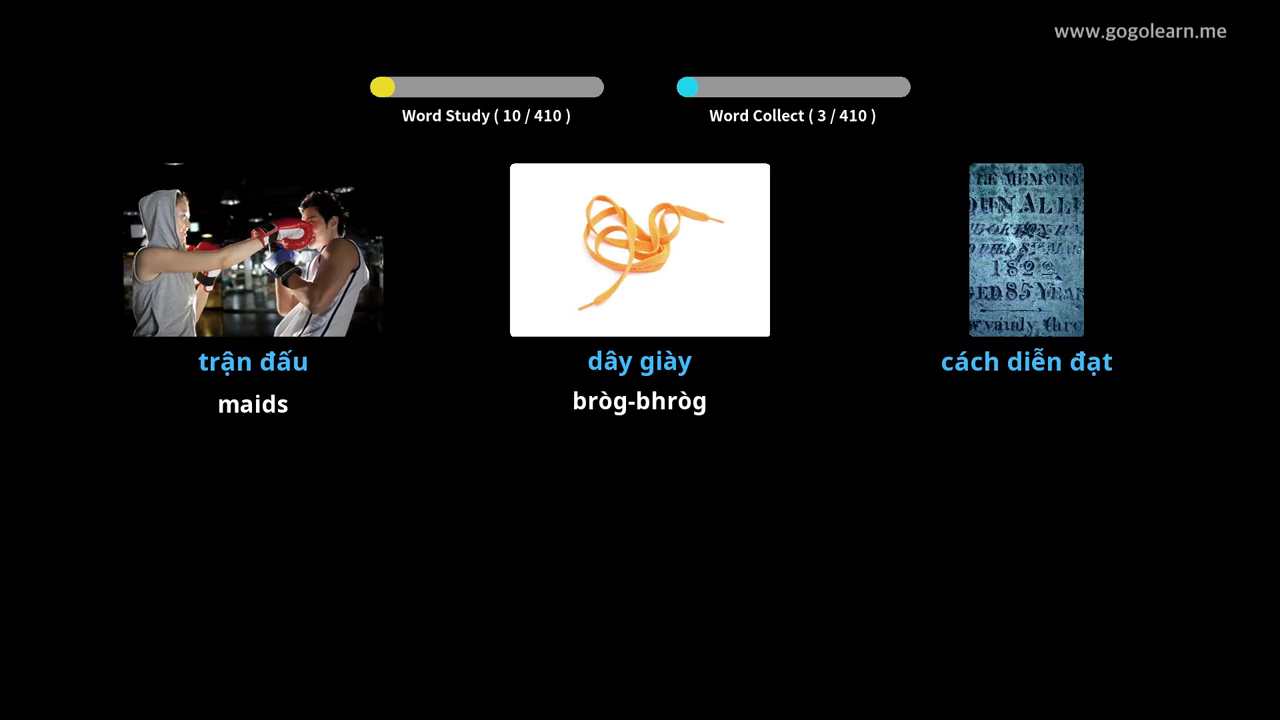 www.gogolearn.me
Word Study ( 10 / 410 )
Word Collect ( 3 / 410 )
trận đấu
maids
dây giày
bròg-bhròg
cách diễn đạt
1822